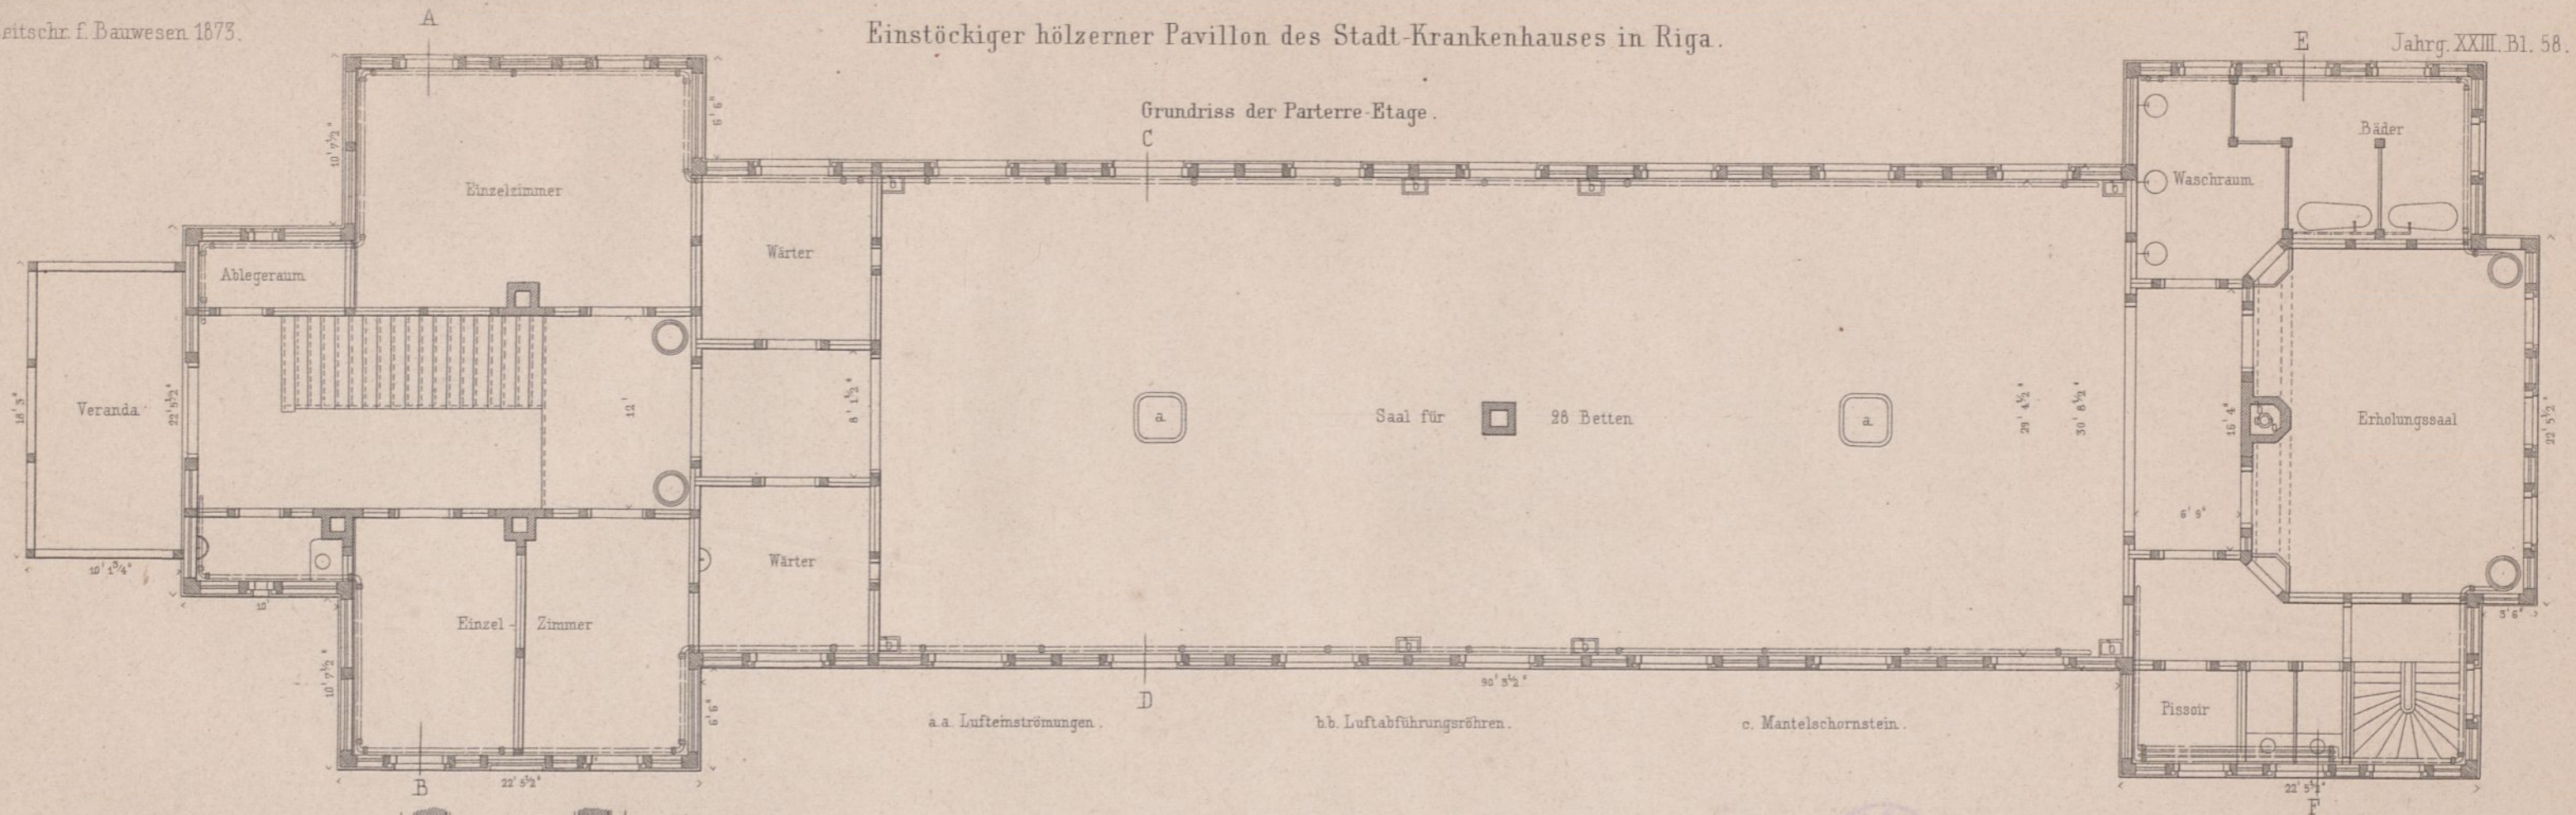 eitschr. f. Bauwesen 1873.
Einstöckiger hölzerner Pavillon des Stadt-Krankenhauses in Riga.
Jahrg. XXIII. Bl. 58.
Grundriss der Parterre-Etage.
A
C
E
6' 6"
10' 7½"
Einzelzimmer
Bäder
Waschraum
Wärter
Ablegeraum
b
b
b
b
18' 3"
Veranda
22' 5½"
12'
8' 1½"
a
Saal für 28 Betten
a
29' 4½"
30' 8½"
16' 4"
Erholungssaal
22' 5½"
6' 9"
10' 1¾"
Wärter
Einzel- Zimmer
3' 6"
b
b
b
b
10' 7½"
6' 6"
90' 3½"
Pissoir
D
a.a. Lufteinströmungen.
b.b. Luftabführungsröhren.
c. Mantelschornstein.
B
22' 5½"
22' 5½"
F